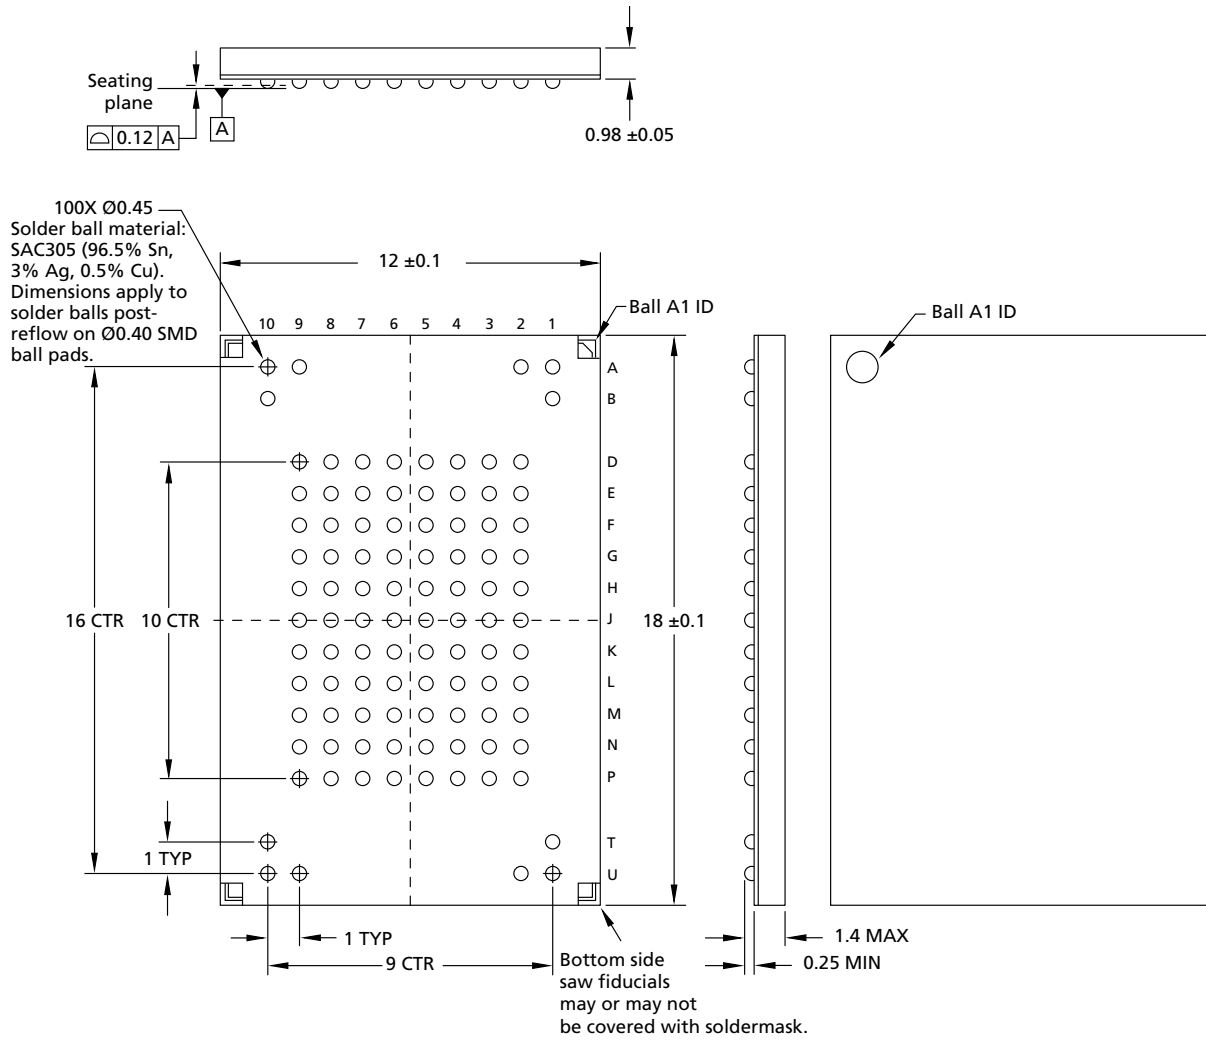 Seating
plane
0.12 A
A
0.98 ±0.05
100X Ø0.45
Solder ball material:
SAC305 (96.5% Sn,
3% Ag, 0.5% Cu).
Dimensions apply to
solder balls post-
reflow on Ø0.40 SMD
ball pads.
12 ±0.1
Ball A1 ID
Ball A1 ID
10 9 8 7 6 5 4 3 2 1
A
B
D
E
F
G
H
J
K
L
M
N
P
T
U
16 CTR
10 CTR
18 ±0.1
1 TYP
1 TYP
9 CTR
Bottom side
saw fiducials
may or may not
be covered with soldermask.
1.4 MAX
0.25 MIN